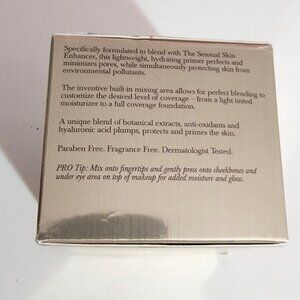 Specifically formulated to blend with The Sensual Skin
Enhancer, this lightweight, hydrating primer perfects and
minimizes pores, while simultaneously protecting skin from
environmental pollutants.
The inventive built-in mixing area allows for perfect blending to
customize the desired level of coverage – from a light tinted
moisturizer to a full coverage foundation.
A unique blend of botanical extracts, anti-oxidants and
hyaluronic acid plumps, protects and primes the skin.
Paraben Free. Fragrance Free. Dermatologist Tested.
PRO Tip: Mix onto fingertips and gently press onto cheekbones and
under eye area on top of makeup for added moisture and glow.